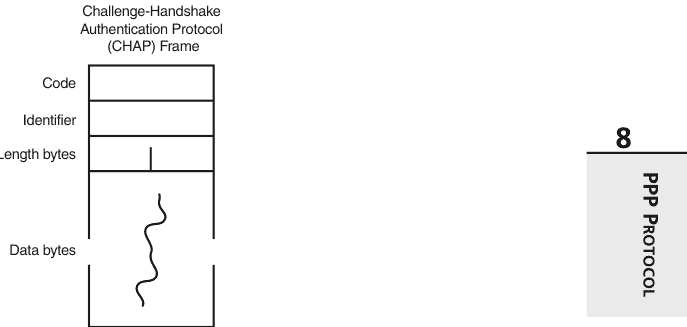 Challenge-Handshake
Authentication Protocol
(CHAP) Frame
Code
Identifier
Length bytes
Data bytes
8
PPP PROTOCOL